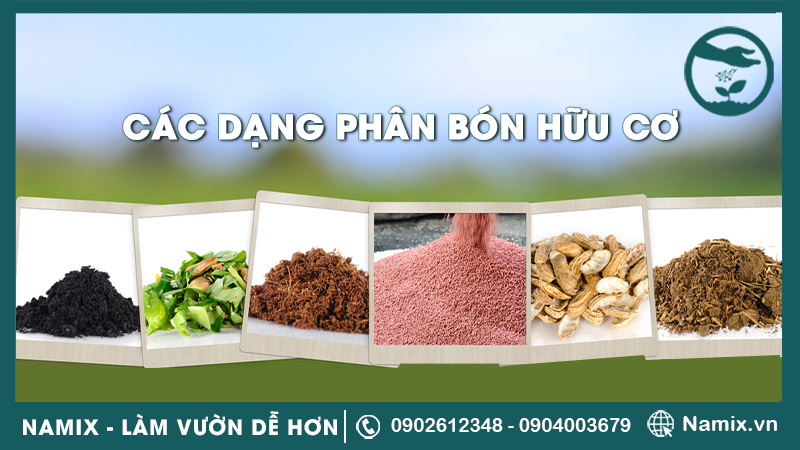 CÁC DẠNG PHÂN BÓN HỮU CƠ
NAMIX - LÀM VƯỜN DỄ HƠN
0902612348 - 0904003679
Namix.vn